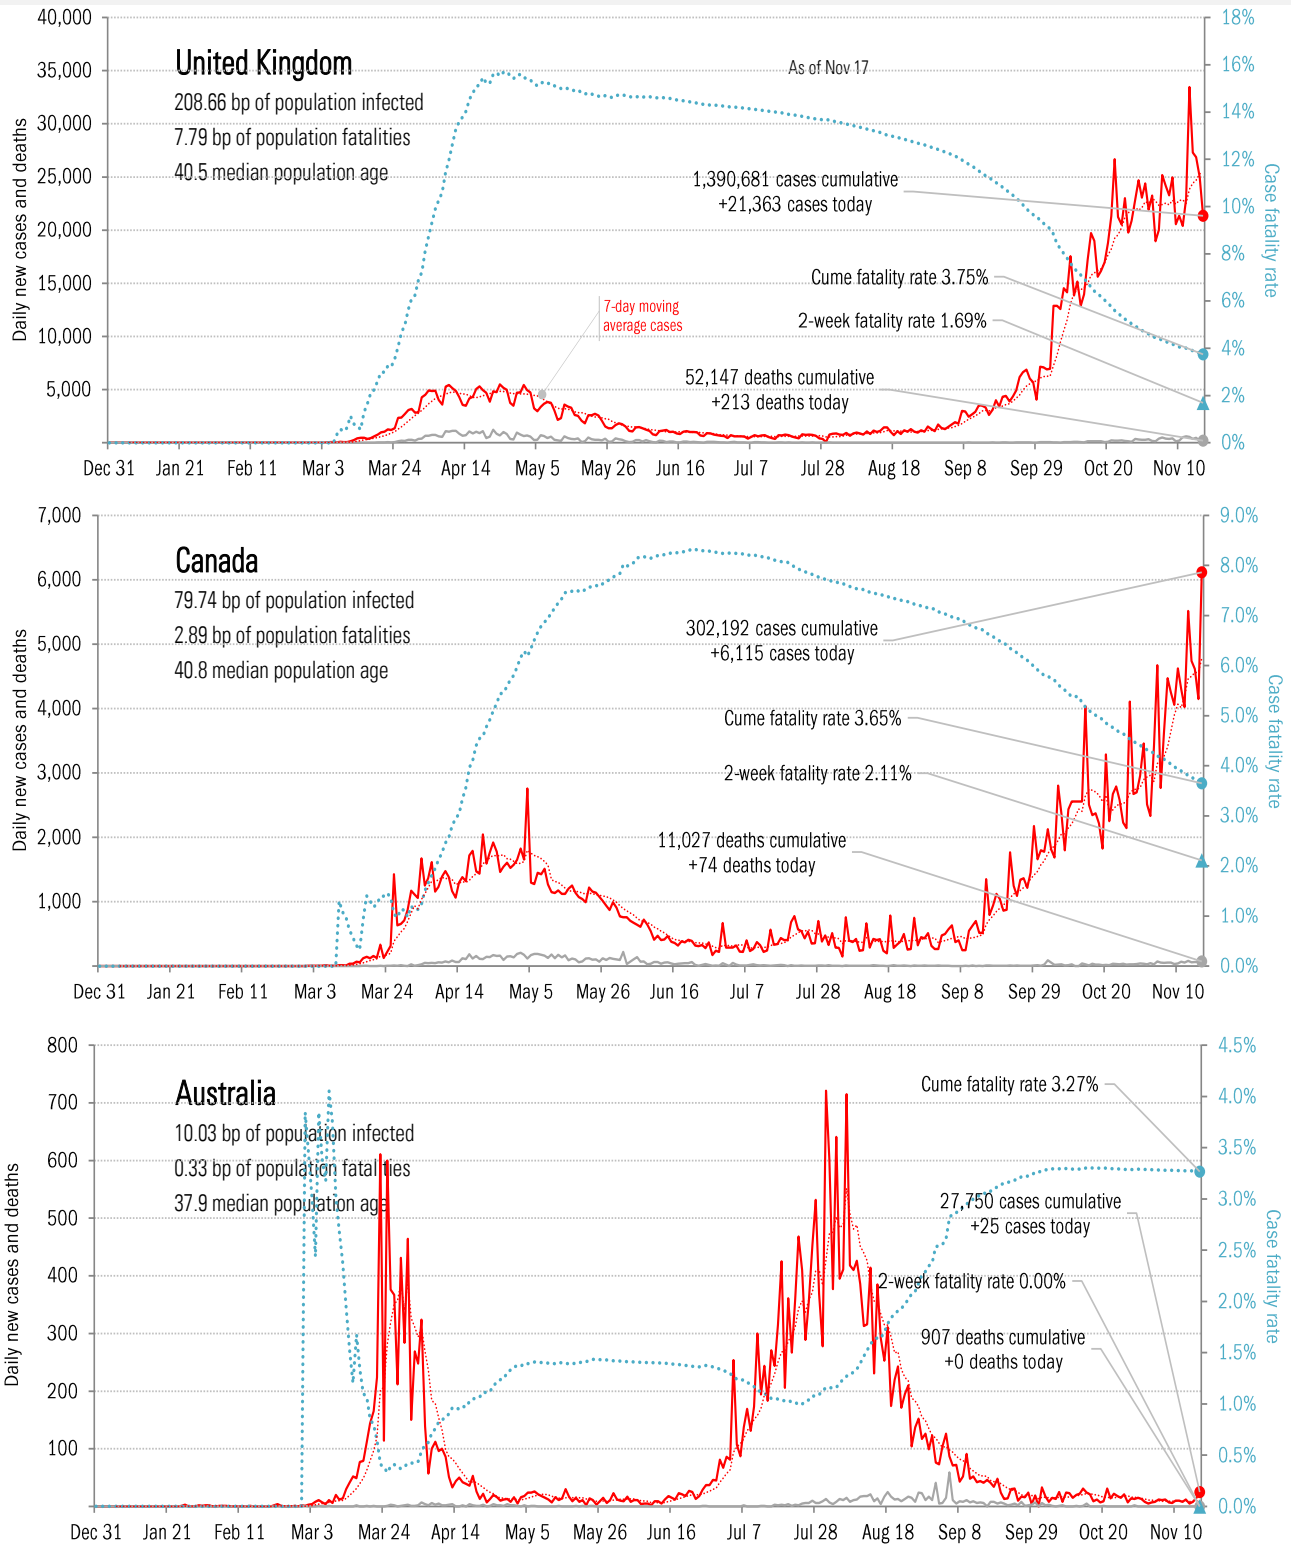 40,000
18%
United Kingdom
As of Nov 17
35,000
16%
208.66 bp of population infected
30,000
14%
7.79 bp of population fatalities
40.5 median population age
25,000
12%
1,390,681 cases cumulative
+21,363 cases today
20,000
10%
8%
Cume fatality rate 3.75%
15,000
6%
2-week fatality rate 1.69%
7-day moving
average cases
10,000
4%
52,147 deaths cumulative
+213 deaths today
5,000
2%
0%
Daily new cases and deaths
Case fatality rate
Dec 31 Jan 21 Feb 11 Mar 3 Mar 24 Apr 14 May 5 May 26 Jun 16 Jul 7 Jul 28 Aug 18 Sep 8 Sep 29 Oct 20 Nov 10
7,000
9.0%
Canada
6,000
8.0%
79.74 bp of population infected
2.89 bp of population fatalities
40.8 median population age
7.0%
302,192 cases cumulative
+6,115 cases today
5,000
6.0%
4,000
5.0%
Cume fatality rate 3.65%
3,000
4.0%
2-week fatality rate 2.11%
3.0%
2,000
11,027 deaths cumulative
+74 deaths today
2.0%
1,000
1.0%
0.0%
Daily new cases and deaths
Case fatality rate
Dec 31 Jan 21 Feb 11 Mar 3 Mar 24 Apr 14 May 5 May 26 Jun 16 Jul 7 Jul 28 Aug 18 Sep 8 Sep 29 Oct 20 Nov 10
800
4.5%
Australia
Cume fatality rate 3.27%
700
4.0%
10.03 bp of population infected
600
3.5%
0.33 bp of population fatalities
37.9 median population age
3.0%
27,750 cases cumulative
+25 cases today
500
2.5%
400
2-week fatality rate 0.00%
2.0%
300
907 deaths cumulative
+0 deaths today
1.5%
200
1.0%
100
0.5%
0.0%
Daily new cases and deaths
Case fatality rate
Dec 31 Jan 21 Feb 11 Mar 3 Mar 24 Apr 14 May 5 May 26 Jun 16 Jul 7 Jul 28 Aug 18 Sep 8 Sep 29 Oct 20 Nov 10